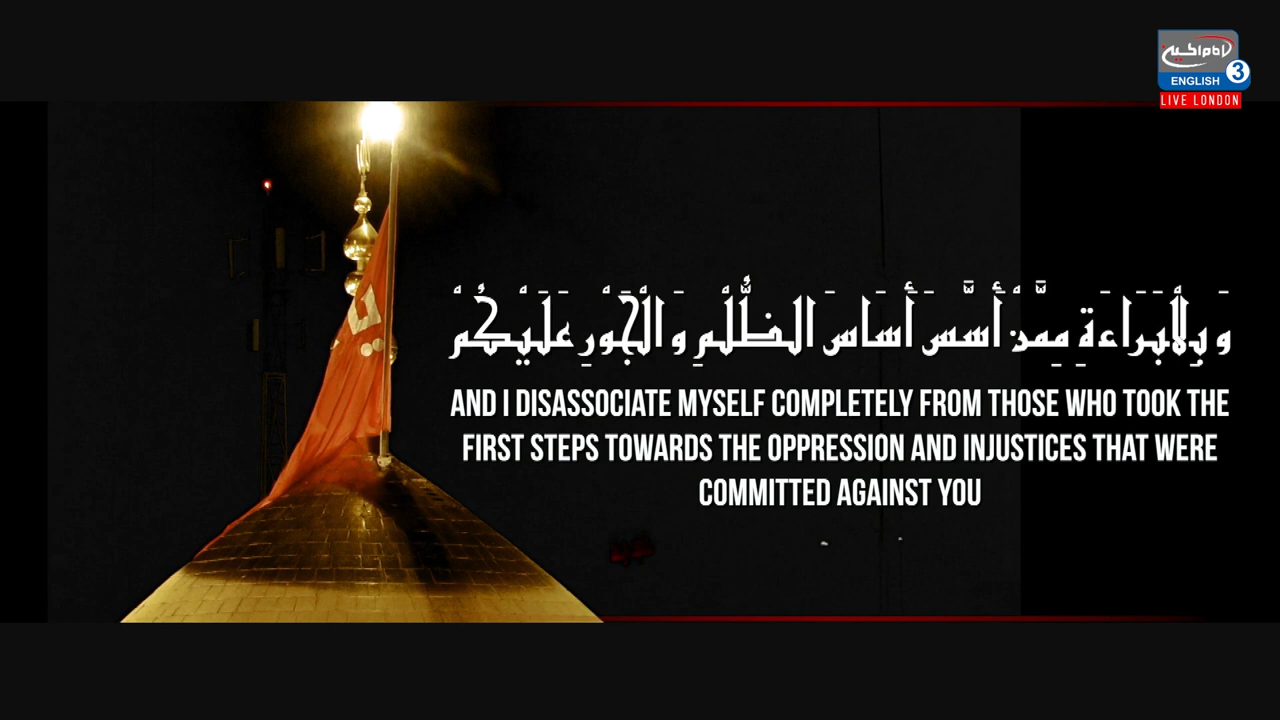 ENGLISH 3
LIVE LONDON
وَ بِالْبَرَاءَةِ مِمَّنْ أَسَّسَ أَسَاسَ الظُّلْمِ وَ الْجَوْرِ عَلَيْكُمْ
AND I DISASSOCIATE MYSELF COMPLETELY FROM THOSE WHO TOOK THE
FIRST STEPS TOWARDS THE OPPRESSION AND INJUSTICES THAT WERE
COMMITTED AGAINST YOU